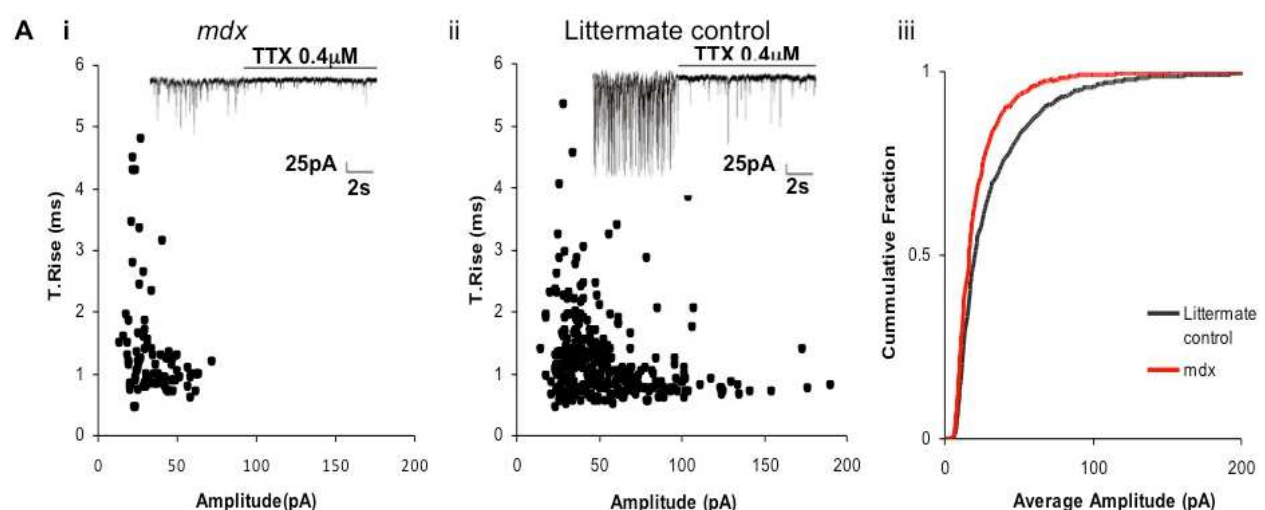 A i mdx ii Littermate control iii
TTX 0.4μM
TTX 0.4μM
6
5
4
3
2
1
0
T.Rise (ms)
25pA
2s
0 50 100 150 200
Amplitude(pA)
6
5
4
3
2
1
0
T.Rise (ms)
25pA
2s
0 50 100 150 200
Amplitude (pA)
1
0.5
0
Cummulative Fraction
Littermate
control
mdx
0 100 200
Average Amplitude (pA)